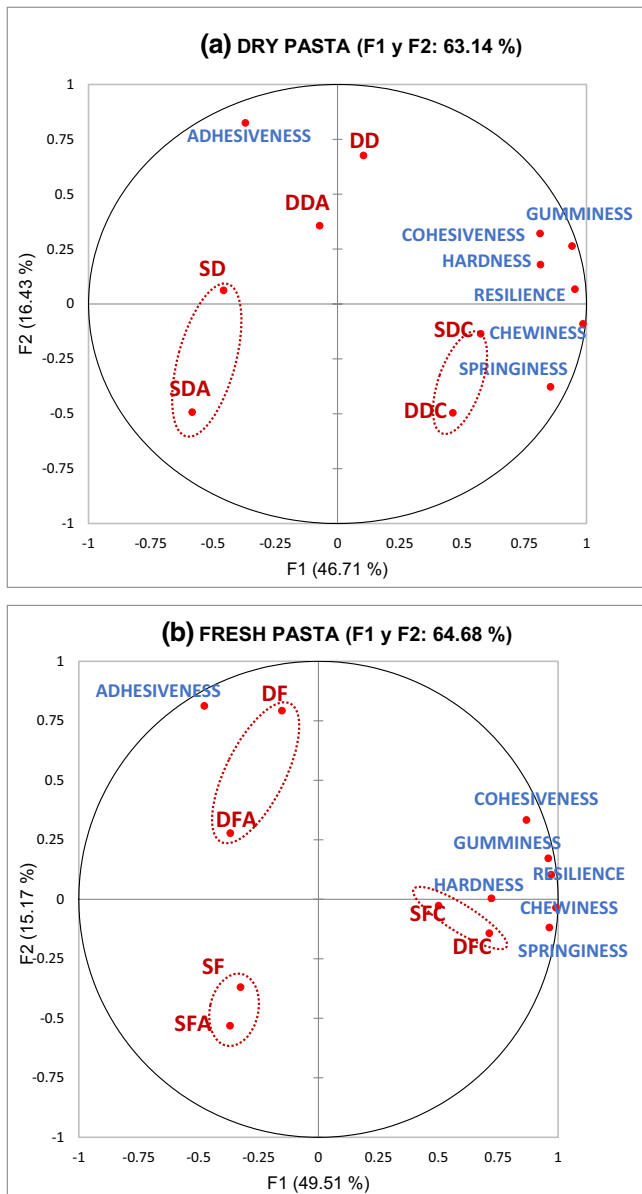 (a) DRY PASTA (F1 y F2: 63.14 %)
1
ADHESIVENESS
0.75
DD
DDA
0.5
GUMMINESS
COHESIVENESS
0.25
HARDNESS
SD
RESILIENCE
0
SDC CHEWINESS
-0.25
SPRINGINESS
SDA
DDC
-0.5
-0.75
-1
F2 (16.43 %)
-1 -0.75 -0.5 -0.25 0 0.25 0.5 0.75 1
F1 (46.71 %)
(b) FRESH PASTA (F1 y F2: 64.68 %)
1
ADHESIVENESS DF
0.75
0.5
COHESIVENESS
DFA
0.25
GUMMINESS
RESILIENCE
HARDNESS
0
SFC CHEWINESS
DFC SPRINGINESS
-0.25
SF
SFA
-0.5
-0.75
-1
F2 (15.17 %)
-1 -0.75 -0.5 -0.25 0 0.25 0.5 0.75 1
F1 (49.51 %)